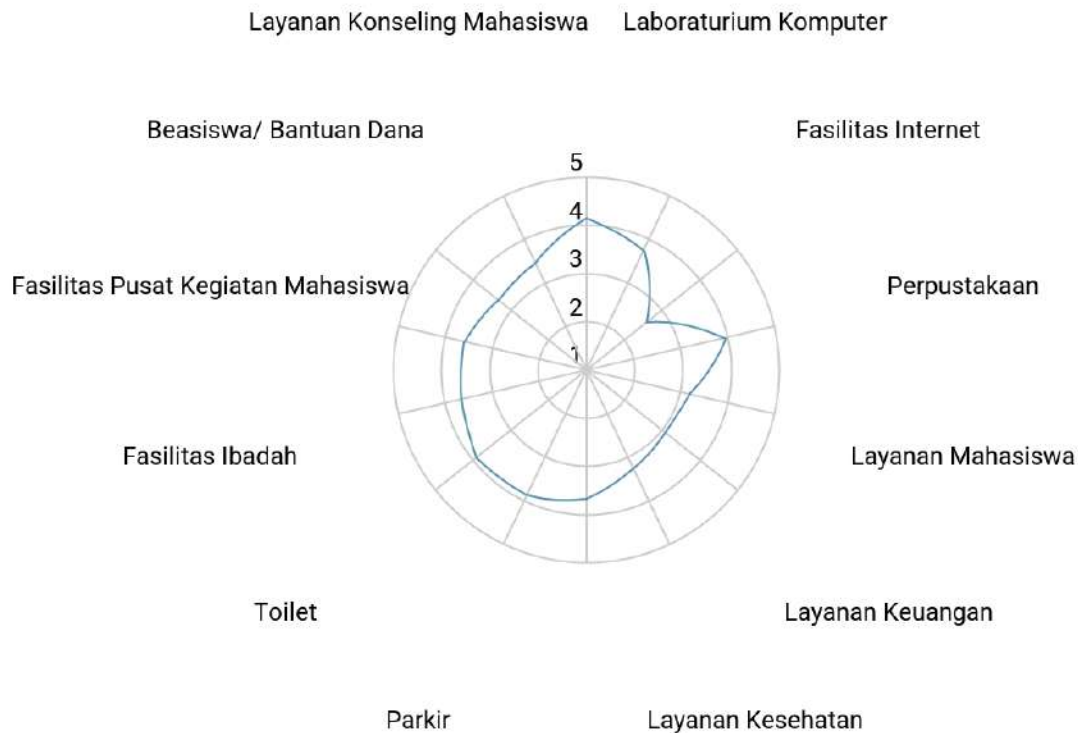 Layanan Konseling Mahasiswa
Laboraturium Komputer
Beasiswa/ Bantuan Dana
Fasilitas Internet
5
4
3
2
1
Fasilitas Pusat Kegiatan Mahasiswa
Perpustakaan
Fasilitas Ibadah
Layanan Mahasiswa
Toilet
Layanan Keuangan
Parkir
Layanan Kesehatan